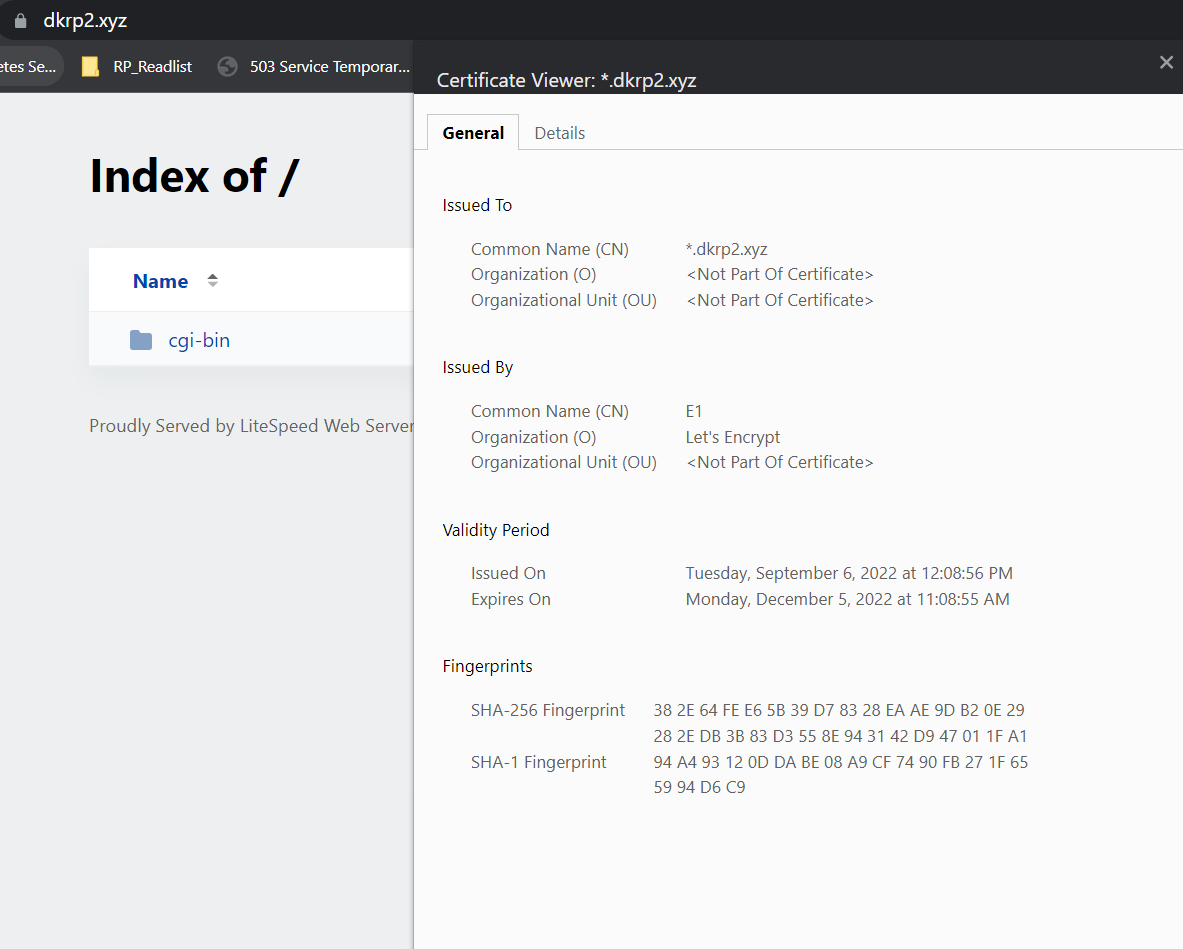 dkrp2.xyz
etes Se... RP_Readlist 503 Service Temporar...
Certificate Viewer: *.dkrp2.xyz
General Details
Index of /
Name
cgi-bin
Proudly Served by LiteSpeed Web Server
Issued To
Common Name (CN) *.dkrp2.xyz
Organization (O) <Not Part Of Certificate>
Organizational Unit (OU) <Not Part Of Certificate>
Issued By
Common Name (CN) E1
Organization (O) Let's Encrypt
Organizational Unit (OU) <Not Part Of Certificate>
Validity Period
Issued On Tuesday, September 6, 2022 at 12:08:56 PM
Expires On Monday, December 5, 2022 at 11:08:55 AM
Fingerprints
SHA-256 Fingerprint 38 2E 64 FE E6 5B 39 D7 83 28 EA AE 9D B2 0E 29
28 2E DB 3B 83 D3 55 8E 94 31 42 D9 47 01 1F A1
SHA-1 Fingerprint 94 A4 93 12 0D DA BE 08 A9 CF 74 90 FB 27 1F 65
59 94 D6 C9